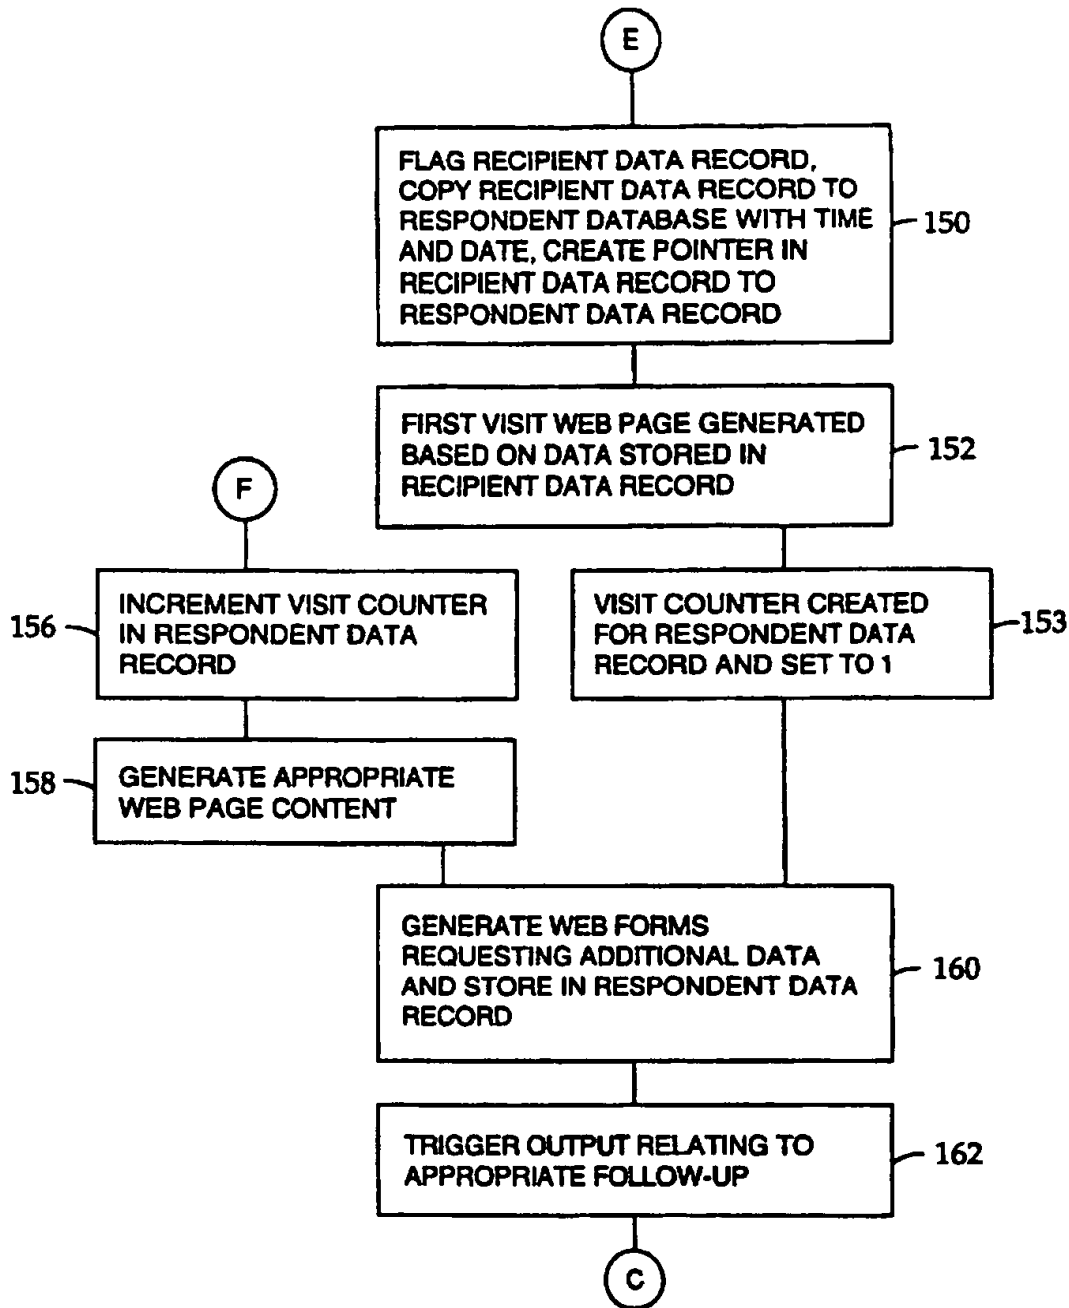 E
FLAG RECIPIENT DATA RECORD,
COPY RECIPIENT DATA RECORD TO
RESPONDENT DATABASE WITH TIME
AND DATE, CREATE POINTER IN
RECIPIENT DATA RECORD TO
RESPONDENT DATA RECORD
150
FIRST VISIT WEB PAGE GENERATED
BASED ON DATA STORED IN
RECIPIENT DATA RECORD
152
F
156
INCREMENT VISIT COUNTER
IN RESPONDENT DATA
RECORD
VISIT COUNTER CREATED
FOR RESPONDENT DATA
RECORD AND SET TO 1
153
158
GENERATE APPROPRIATE
WEB PAGE CONTENT
GENERATE WEB FORMS
REQUESTING ADDITIONAL DATA
AND STORE IN RESPONDENT DATA
RECORD
160
TRIGGER OUTPUT RELATING TO
APPROPRIATE FOLLOW-UP
162
C